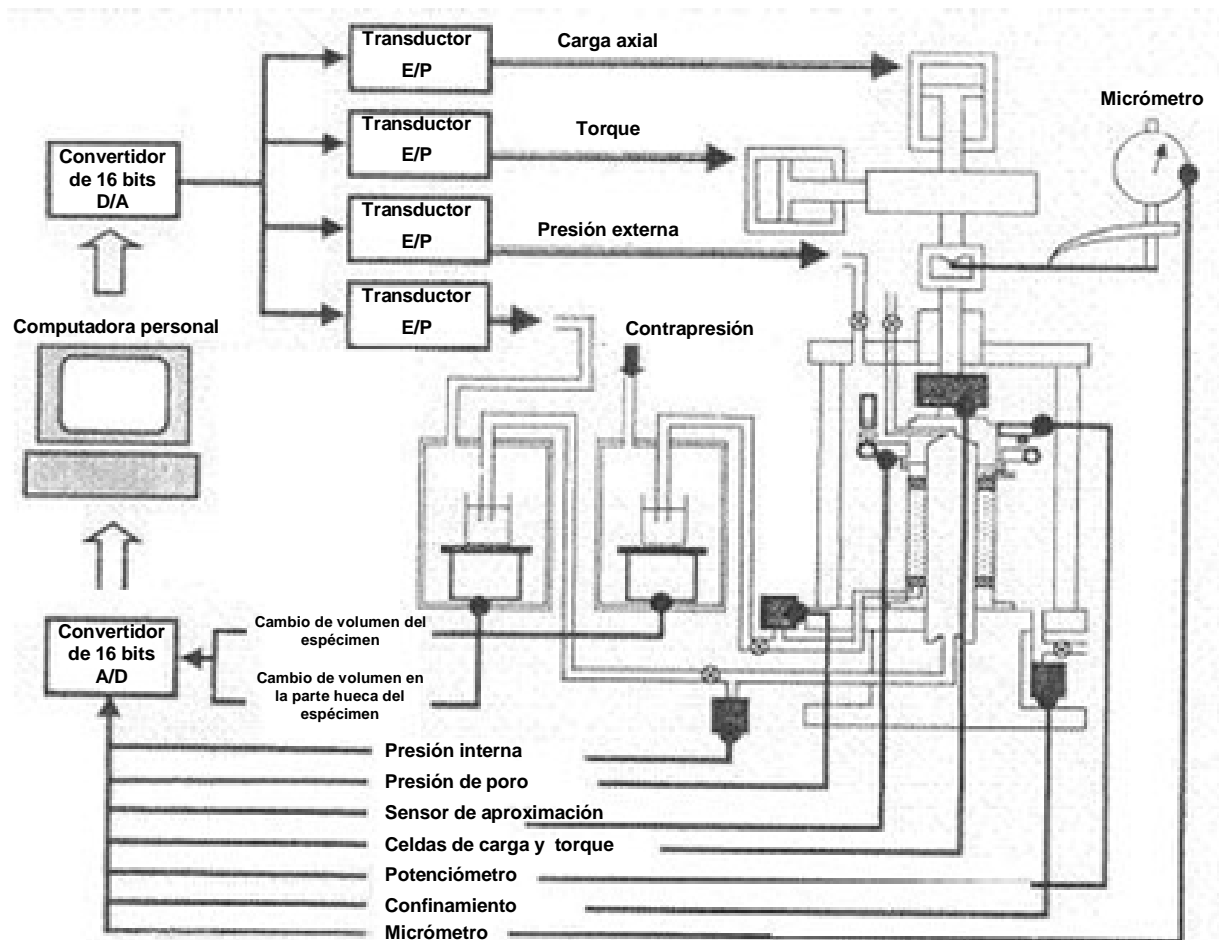 Transductor
E/P
Carga axial
Micrómetro
Transductor
E/P
Torque
Convertidor
de 16 bits
D/A
Transductor
E/P
Presión externa
Transductor
E/P
Computadora personal
Contrapresión
Convertidor
de 16 bits
A/D
Cambio de volumen del
espécimen
Cambio de volumen en
la parte hueca del
espécimen
Presión interna
Presión de poro
Sensor de aproximación
Celdas de carga y torque
Potenciómetro
Confinamiento
Micrómetro